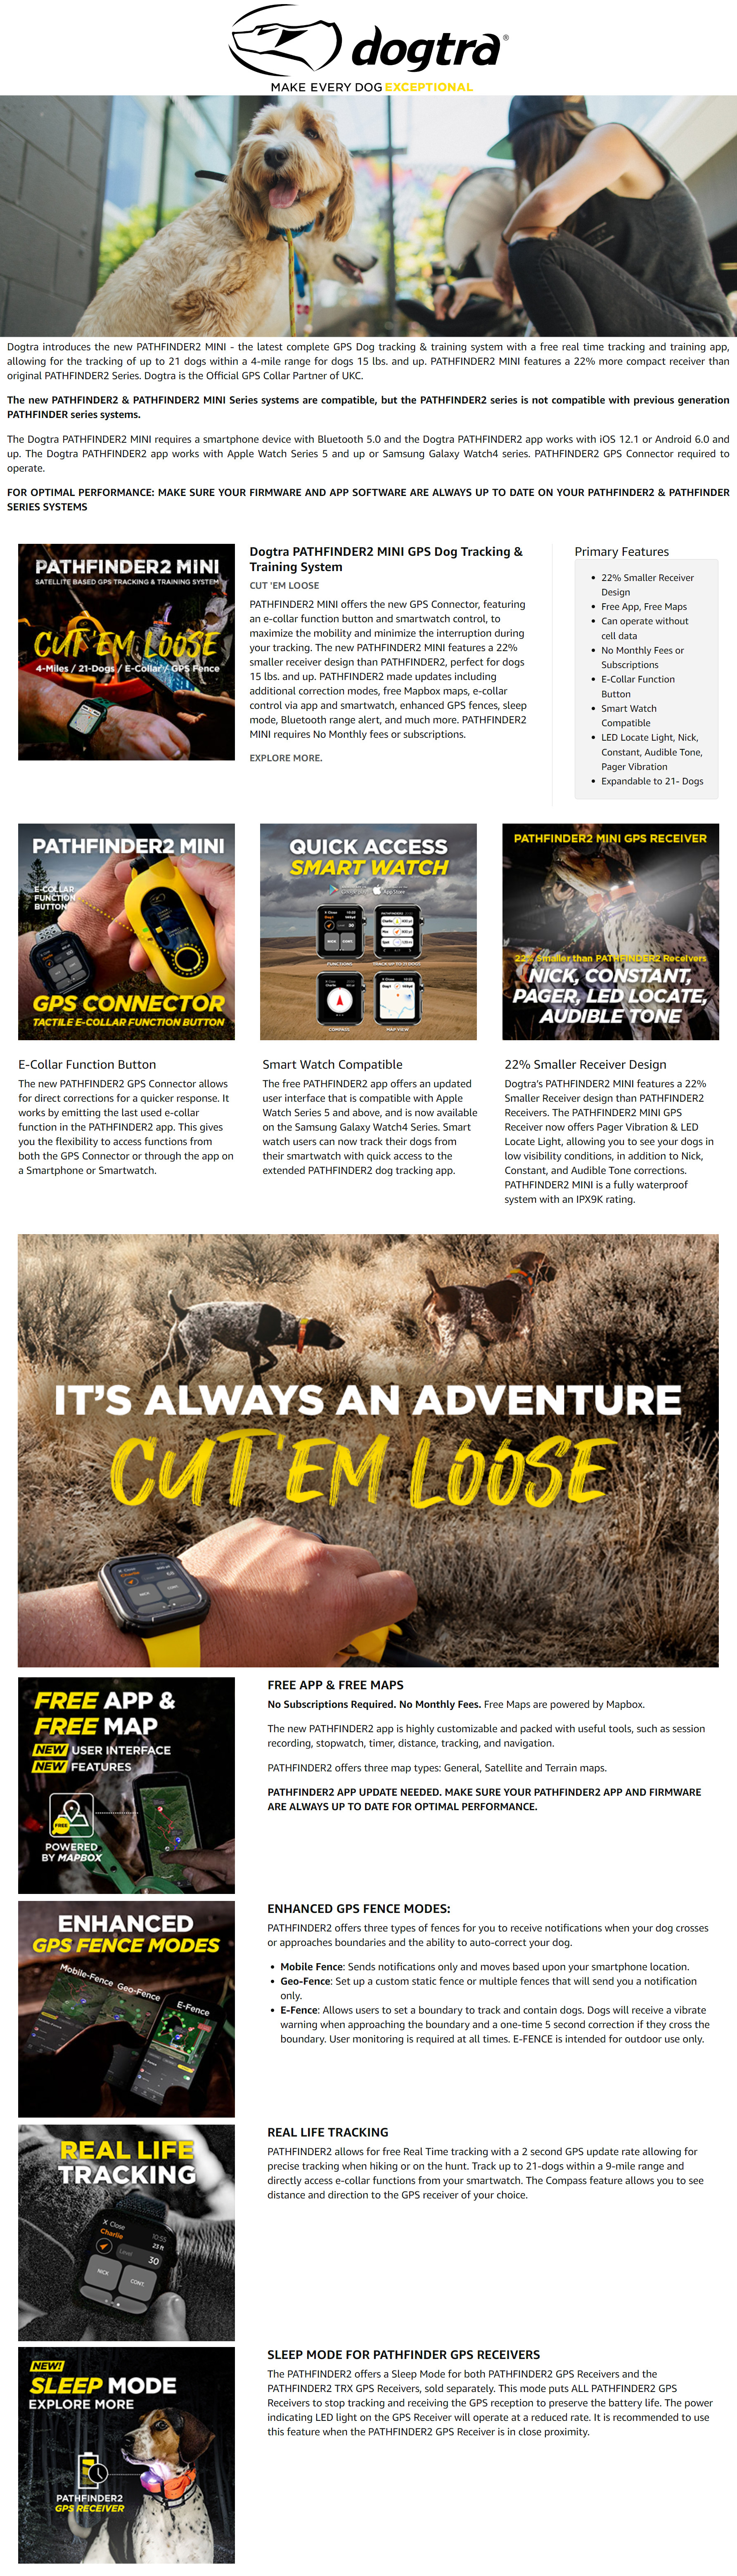 dogtra®
MAKE EVERY DOG EXCEPTIONAL
Dogtra introduces the new PATHFINDER2 MINI - the latest complete GPS Dog tracking & training system with a free real time tracking and training app,
allowing for the tracking of up to 21 dogs within a 4-mile range for dogs 15 lbs. and up. PATHFINDER2 MINI features a 22% more compact receiver than
original PATHFINDER2 Series. Dogtra is the Official GPS Collar Partner of UKC.
The new PATHFINDER2 & PATHFINDER2 MINI Series systems are compatible, but the PATHFINDER2 series is not compatible with previous generation
PATHFINDER series systems.
The Dogtra PATHFINDER2 MINI requires a smartphone device with Bluetooth 5.0 and the Dogtra PATHFINDER2 app works with iOS 12.1 or Android 6.0 and
up. The Dogtra PATHFINDER2 app works with Apple Watch Series 5 and up or Samsung Galaxy Watch4 series. PATHFINDER2 GPS Connector required to
operate.
FOR OPTIMAL PERFORMANCE: MAKE SURE YOUR FIRMWARE AND APP SOFTWARE ARE ALWAYS UP TO DATE ON YOUR PATHFINDER2 & PATHFINDER
SERIES SYSTEMS
PATHFINDER2 MINI
SATELLITE BASED GPS TRACKING & TRAINING SYSTEM
CUT 'EM LOOSE
4-Miles / 21-Dogs / E-Collar / GPS Fence
Dogtra PATHFINDER2 MINI GPS Dog Tracking &
Training System
CUT 'EM LOOSE
PATHFINDER2 MINI offers the new GPS Connector, featuring
an e-collar function button and smartwatch control, to
maximize the mobility and minimize the interruption during
your tracking. The new PATHFINDER2 MINI features a 22%
smaller receiver design than PATHFINDER2, perfect for dogs
15 lbs. and up. PATHFINDER2 made updates including
additional correction modes, free Mapbox maps, e-collar
control via app and smartwatch, enhanced GPS fences, sleep
mode, Bluetooth range alert, and much more. PATHFINDER2
MINI requires No Monthly fees or subscriptions.
EXPLORE MORE.
Primary Features
• 22% Smaller Receiver
Design
• Free App, Free Maps
• Can operate without
cell data
• No Monthly Fees or
Subscriptions
• E-Collar Function
Button
• Smart Watch
Compatible
• LED Locate Light, Nick,
Constant, Audible Tone,
Pager Vibration
• Expandable to 21- Dogs
PATHFINDER2 MINI
E-COLLAR
FUNCTION
BUTTON
GPS CONNECTOR
TACTILE E-COLLAR FUNCTION BUTTON
QUICK ACCESS
SMART WATCH
Google play
App Store
FUNCTIONS
TRACK UP TO 21 DOGS
COMPASS
MAP VIEW
PATHFINDER2 MINI GPS RECEIVER
22% Smaller than PATHFINDER2 Receivers
NICK, CONSTANT,
PAGER, LED LOCATE,
AUDIBLE TONE
E-Collar Function Button
The new PATHFINDER2 GPS Connector allows
for direct corrections for a quicker response. It
works by emitting the last used e-collar
function in the PATHFINDER2 app. This gives
you the flexibility to access functions from
both the GPS Connector or through the app on
a Smartphone or Smartwatch.
Smart Watch Compatible
The free PATHFINDER2 app offers an updated
user interface that is compatible with Apple
Watch Series 5 and above, and is now available
on the Samsung Galaxy Watch4 Series. Smart
watch users can now track their dogs from
their smartwatch with quick access to the
extended PATHFINDER2 dog tracking app.
22% Smaller Receiver Design
Dogtra's PATHFINDER2 MINI features a 22%
Smaller Receiver design than PATHFINDER2
Receivers. The PATHFINDER2 MINI GPS
Receiver now offers Pager Vibration & LED
Locate Light, allowing you to see your dogs in
low visibility conditions, in addition to Nick,
Constant, and Audible Tone corrections.
PATHFINDER2 MINI is a fully waterproof
system with an IPX9K rating.
IT'S ALWAYS AN ADVENTURE
CUT 'EM LOOSE
FREE APP &
FREE MAP
NEW USER INTERFACE
NEW FEATURES
FREE
POWERED
BY MAPBOX
FREE APP & FREE MAPS
No Subscriptions Required. No Monthly Fees. Free Maps are powered by Mapbox.
The new PATHFINDER2 app is highly customizable and packed with useful tools, such as session
recording, stopwatch, timer, distance, tracking, and navigation.
PATHFINDER2 offers three map types: General, Satellite and Terrain maps.
PATHFINDER2 APP UPDATE NEEDED. MAKE SURE YOUR PATHFINDER2 APP AND FIRMWARE
ARE ALWAYS UP TO DATE FOR OPTIMAL PERFORMANCE.
ENHANCED
GPS FENCE MODES
Mobile-Fence
Geo-Fence
E-Fence
ENHANCED GPS FENCE MODES:
PATHFINDER2 offers three types of fences for you to receive notifications when your dog crosses
or approaches boundaries and the ability to auto-correct your dog.
• Mobile Fence: Sends notifications only and moves based upon your smartphone location.
• Geo-Fence: Set up a custom static fence or multiple fences that will send you a notification
only.
• E-Fence: Allows users to set a boundary to track and contain dogs. Dogs will receive a vibrate
warning when approaching the boundary and a one-time 5 second correction if they cross the
boundary. User monitoring is required at all times. E-FENCE is intended for outdoor use only.
REAL LIFE
TRACKING
X Close
10:55
Charlie
23 ft
Level
30
NICK
CONT.
REAL LIFE TRACKING
PATHFINDER2 allows for free Real Time tracking with a 2 second GPS update rate allowing for
precise tracking when hiking or on the hunt. Track up to 21-dogs within a 9-mile range and
directly access e-collar functions from your smartwatch. The Compass feature allows you to see
distance and direction to the GPS receiver of your choice.
NEW!
SLEEP MODE
EXPLORE MORE
PATHFINDER2
GPS RECEIVER
SLEEP MODE FOR PATHFINDER GPS RECEIVERS
The PATHFINDER2 offers a Sleep Mode for both PATHFINDER2 GPS Receivers and the
PATHFINDER2 TRX GPS Receivers, sold separately. This mode puts ALL PATHFINDER2 GPS
Receivers to stop tracking and receiving the GPS reception to preserve the battery life. The power
indicating LED light on the GPS Receiver will operate at a reduced rate. It is recommended to use
this feature when the PATHFINDER2 GPS Receiver is in close proximity.